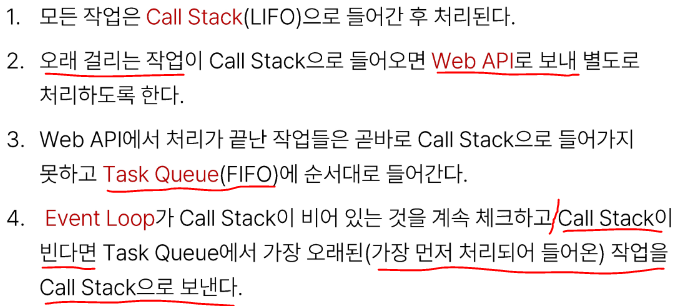 1. 모든 작업은 Call Stack(LIFO)으로 들어간 후 처리된다.
2. 오래 걸리는 작업이 Call Stack으로 들어오면 Web API로 보내 별도로
처리하도록 한다.
3. Web API에서 처리가 끝난 작업들은 곧바로 Call Stack으로 들어가지
못하고 Task Queue(FIFO)에 순서대로 들어간다.
4. Event Loop가 Call Stack이 비어 있는 것을 계속 체크하고 Call Stack이
빈다면 Task Queue에서 가장 오래된(가장 먼저 처리되어 들어온) 작업을
Call Stack으로 보낸다.